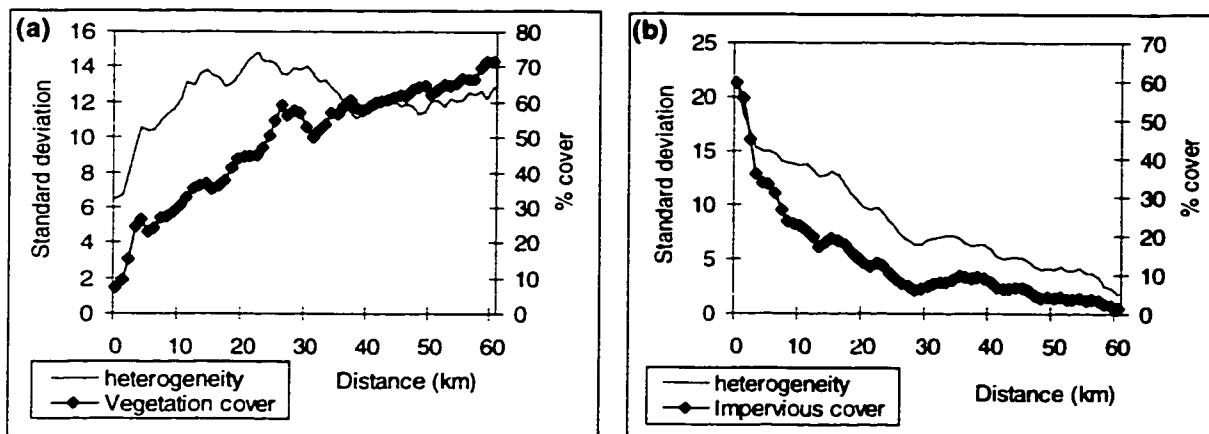 (a)
16
14
12
10
8
6
4
2
0
Standard deviation
80
70
60
50
40
30
20
10
0
% cover
0 10 20 30 40 50 60
Distance (km)
heterogeneity
Vegetation cover
(b)
25
20
15
10
5
0
Standard deviation
70
60
50
40
30
20
10
0
% cover
0 10 20 30 40 50 60
Distance (km)
heterogeneity
Impervious cover